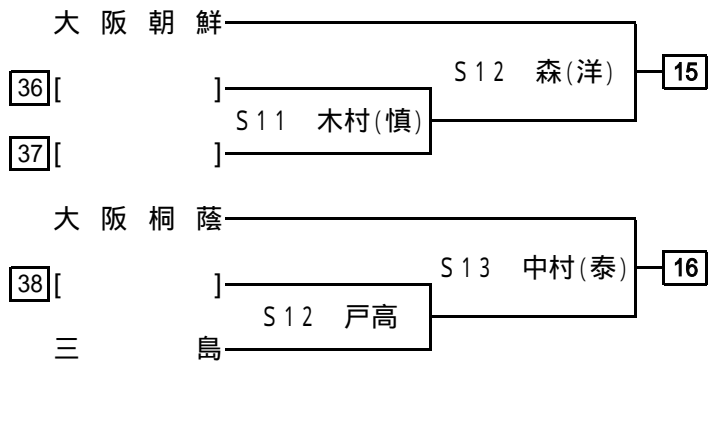 大阪朝鮮
S12 森(洋) 15
36[ ]
S11 木村(慎)
37[ ]
大阪桐蔭
S13 中村(泰) 16
38[ ]
S12 戸高
三島